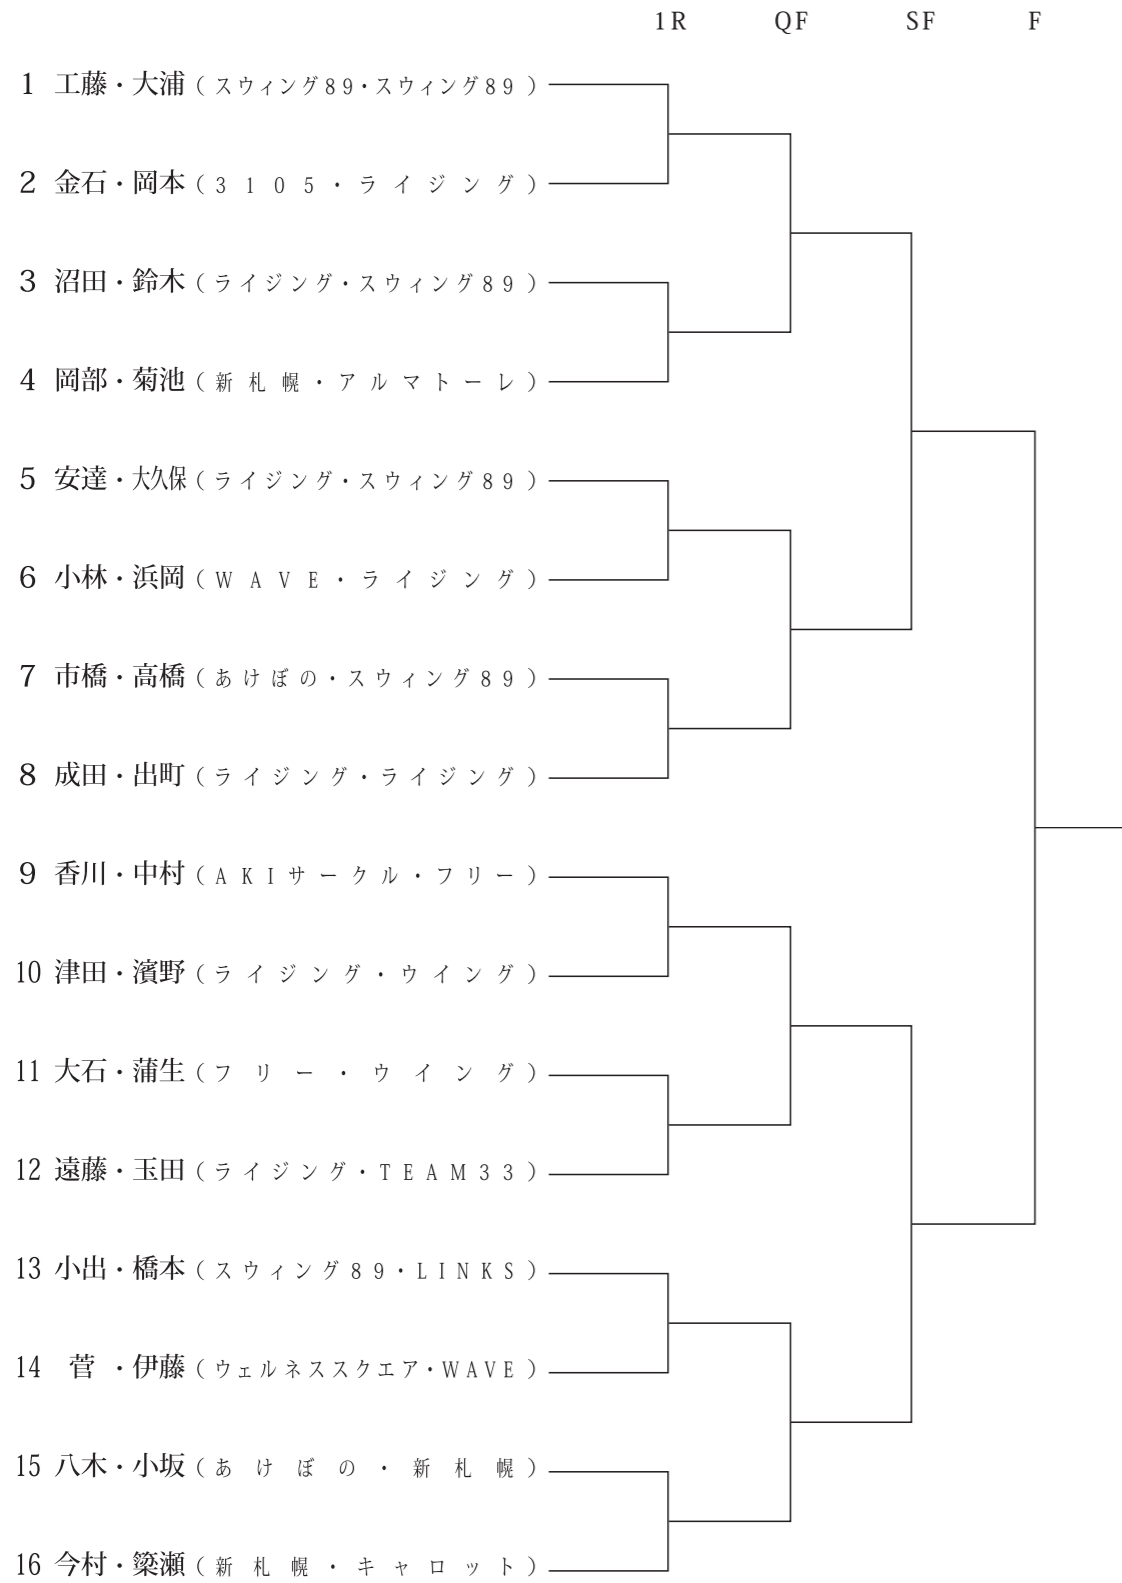 1R QF SF F
1 工藤・大浦(スウィング89・スウィング89)
2 金石・岡本(3105・ライジング)
3 沼田・鈴木(ライジング・スウィング89)
4 岡部・菊池(新札幌・アルマトーレ)
5 安達・大久保(ライジング・スウィング89)
6 小林・浜岡(WAVE・ライジング)
7 市橋・高橋(あけぼの・スウィング89)
8 成田・出町(ライジング・ライジング)
9 香川・中村(AKIサークル・フリー)
10 津田・濱野(ライジング・ウイング)
11 大石・蒲生(フリー・ウイング)
12 遠藤・玉田(ライジング・TEAM33)
13 小出・橋本(スウィング89・LINKS)
14 菅・伊藤(ウェルネススクエア・WAVE)
15 八木・小坂(あけぼの・新札幌)
16 今村・簗瀬(新札幌・キャロット)